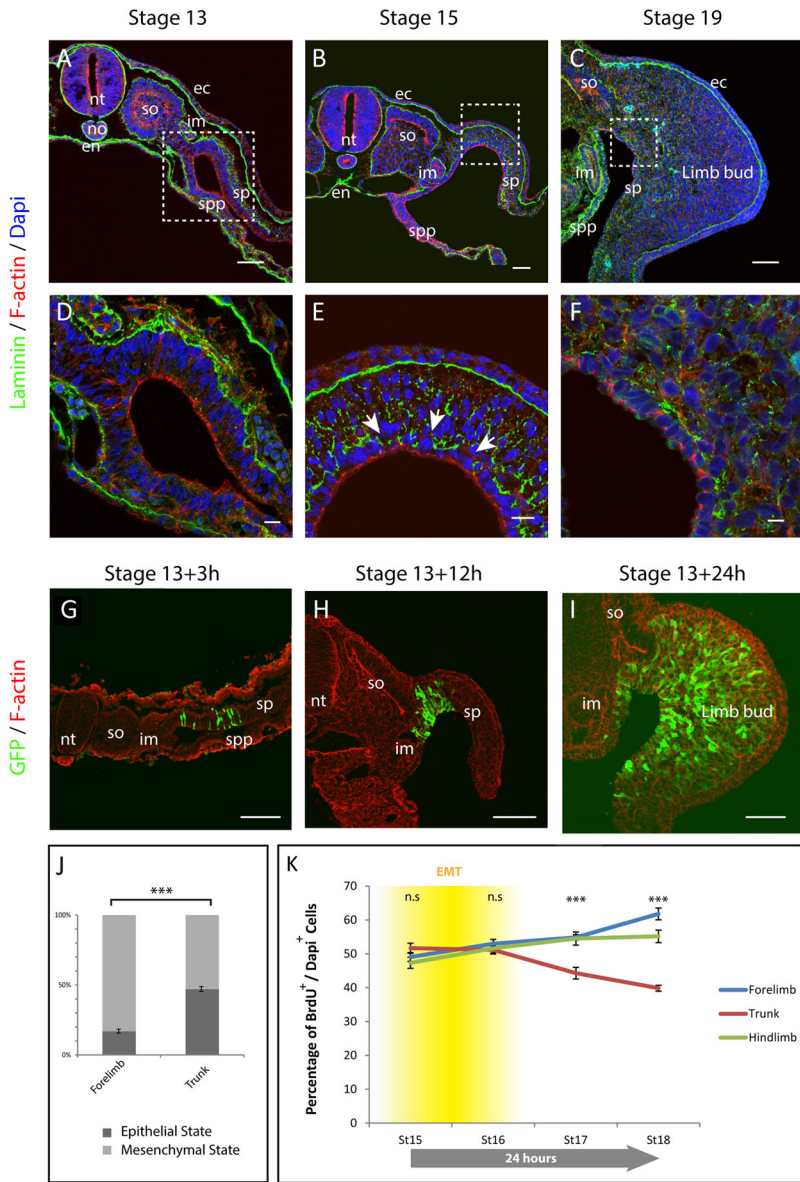 Stage 13
Stage 15
Stage 19
Laminin / F-actin / Dapi
A
nt
no
en
so
im
ec
sp
spp
B
nt
so
im
en
ec
sp
spp
C
so
ec
im
sp
spp
Limb bud
D
E
F
Stage 13+3h
Stage 13+12h
Stage 13+24h
GFP / F-actin
G
nt
so
im
spp
sp
H
nt
so
im
sp
I
so
im
Limb bud
J
***
100%
50%
0%
Forelimb
Trunk
Epithelial State
Mesenchymal State
K
EMT
Percentage of BrdU+ / Dapi+ Cells
70
60
50
40
30
20
10
0
n.s
n.s
***
***
St15
St16
St17
St18
24 hours
Forelimb
Trunk
Hindlimb